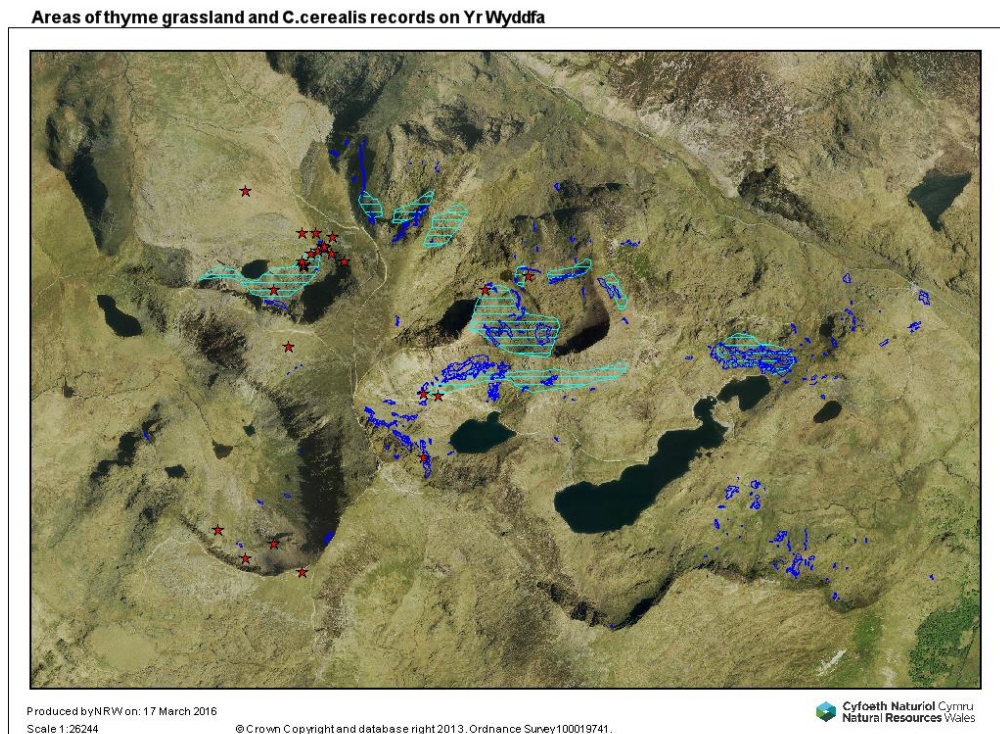 Areas of thyme grassland and C.cerealis records on Yr Wyddfa
Produced by NRW on: 17 March 2016
Scale 1:26244
© Crown Copyright and database right 2013. Ordnance Survey 100019741.
Cyfoeth Naturiol Cymru
Natural Resources Wales